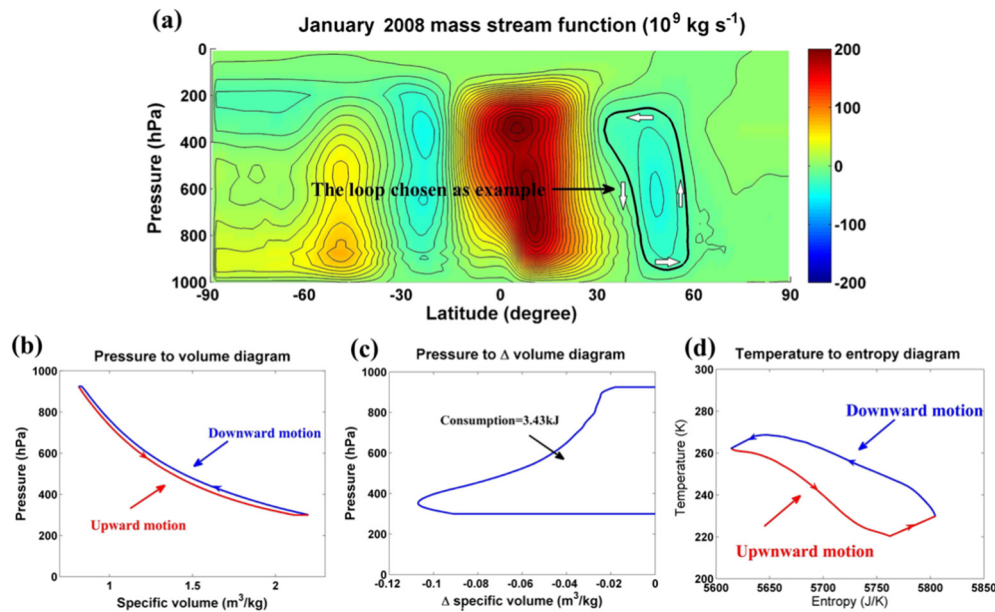 (a)
January 2008 mass stream function (10⁹ kg s⁻¹)
Pressure (hPa)
0
200
400
600
800
1000
The loop chosen as example
-90
-60
-30
0
30
60
90
Latitude (degree)
200
100
0
-100
-200
(b)
Pressure to volume diagram
Pressure (hPa)
1000
800
600
400
200
0
Downward motion
Upward motion
1
1.5
2
Specific volume (m³/kg)
(c)
Pressure to Δ volume diagram
Pressure (hPa)
1000
800
600
400
200
0
Consumption=3.43kJ
-0.12
-0.1
-0.08
-0.06
-0.04
-0.02
0
Δ specific volume (m³/kg)
(d)
Temperature to entropy diagram
Temperature (K)
300
280
260
240
220
200
Downward motion
Upwnward motion
5650
5700
5750
5800
5850
Entropy (J/K)